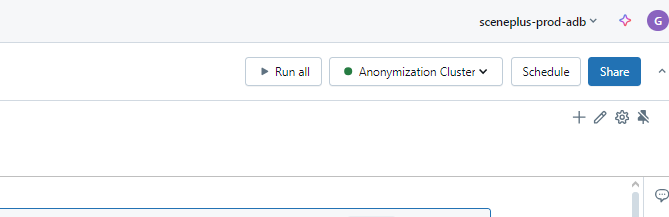 sceneplus-prod-adb
G
Run all
Anonymization Cluster
Schedule
Share